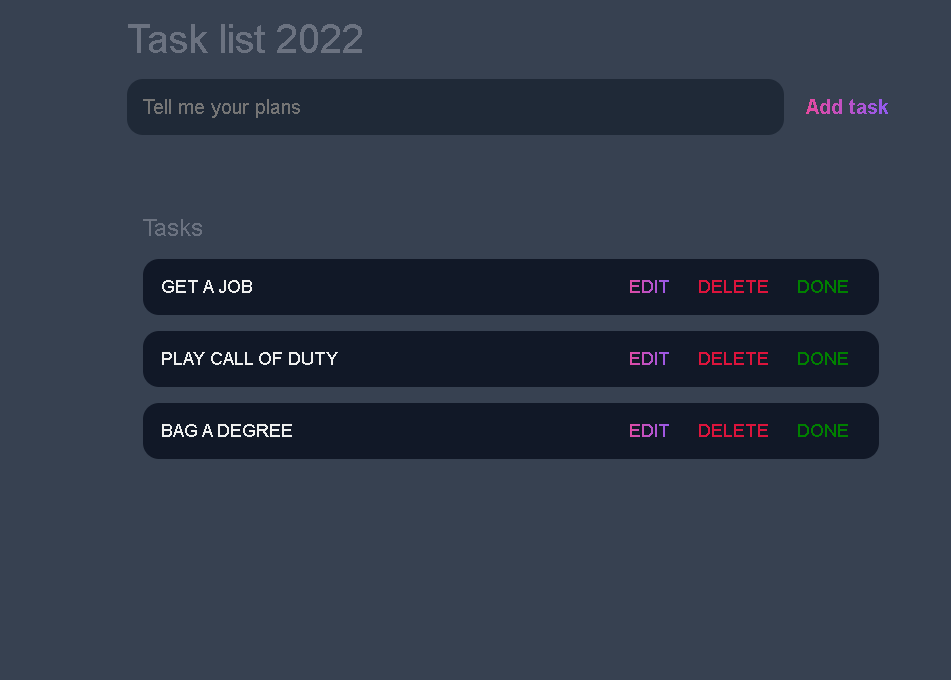 Task list 2022
Tell me your plans Add task
Tasks
GET A JOB EDIT DELETE DONE
PLAY CALL OF DUTY EDIT DELETE DONE
BAG A DEGREE EDIT DELETE DONE